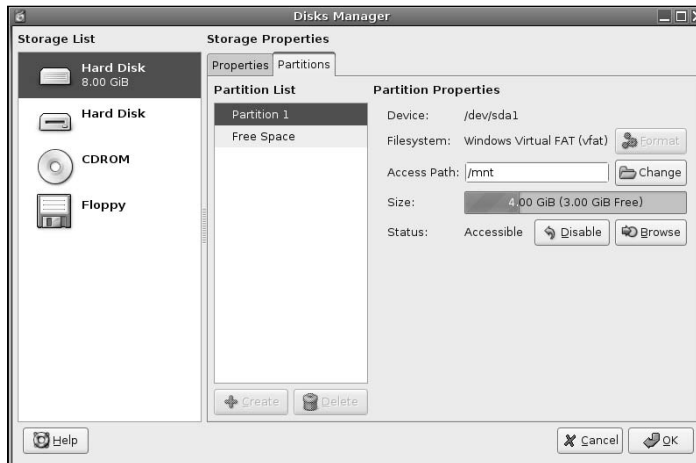 Disks Manager
Storage List
Hard Disk
8.00 GiB
Hard Disk
CDROM
Floppy
Storage Properties
Properties
Partitions
Partition List
Partition 1
Free Space
Create
Delete
Partition Properties
Device: /dev/sda1
Filesystem: Windows Virtual FAT (vfat) Format
Access Path: /mnt Change
Size: 4.00 GiB (3.00 GiB Free)
Status: Accessible Disable Browse
Help
Cancel
OK